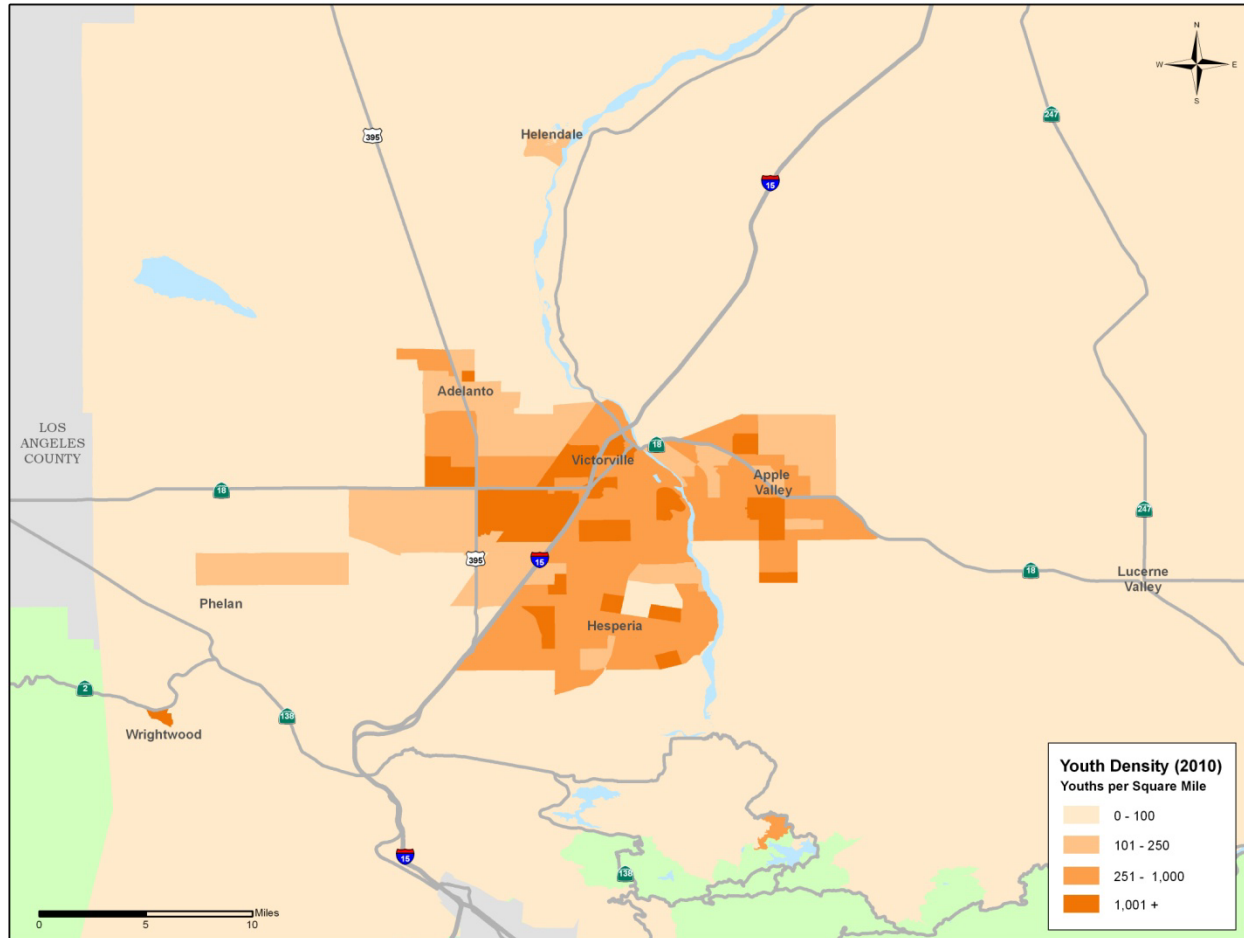 N
W
E
S
247
395
Helendale
15
Adelanto
LOS
ANGELES
COUNTY
18
Victorville
Apple
Valley
18
247
395
15
18
Lucerne
Valley
Phelan
Hesperia
2
138
Wrightwood
15
138
Youth Density (2010)
Youths per Square Mile
0 - 100
101 - 250
251 - 1,000
1,001 +
Miles
0
5
10